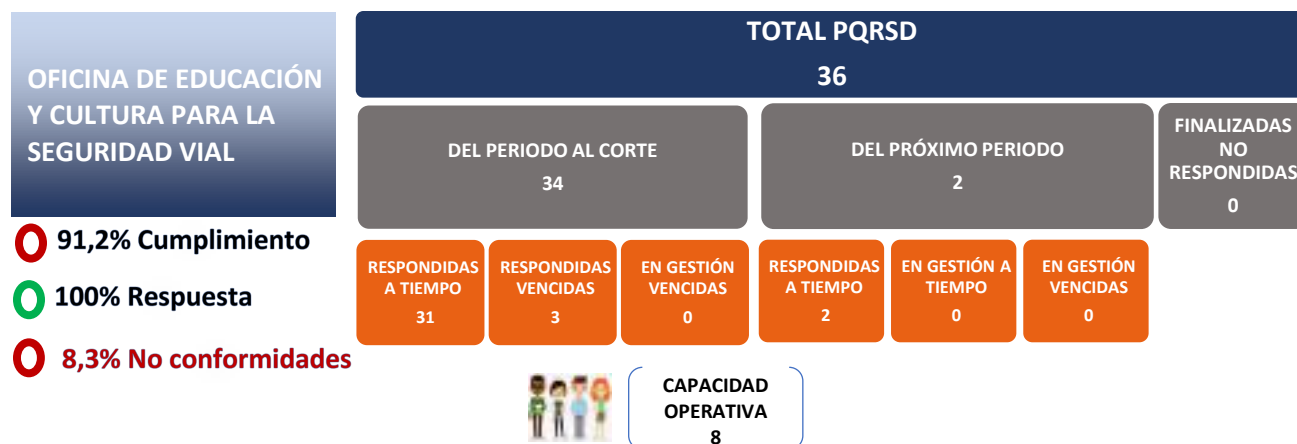 OFICINA DE EDUCACIÓN
Y CULTURA PARA LA
SEGURIDAD VIAL
91,2% Cumplimiento
100% Respuesta
8,3% No conformidades
TOTAL PQRSD
36
DEL PERIODO AL CORTE
34
DEL PRÓXIMO PERIODO
2
FINALIZADAS
NO
RESPONDIDAS
0
RESPONDIDAS
A TIEMPO
31
RESPONDIDAS
VENCIDAS
3
EN GESTIÓN
VENCIDAS
0
RESPONDIDAS
A TIEMPO
2
EN GESTIÓN A
TIEMPO
0
EN GESTIÓN
VENCIDAS
0
CAPACIDAD
OPERATIVA
8